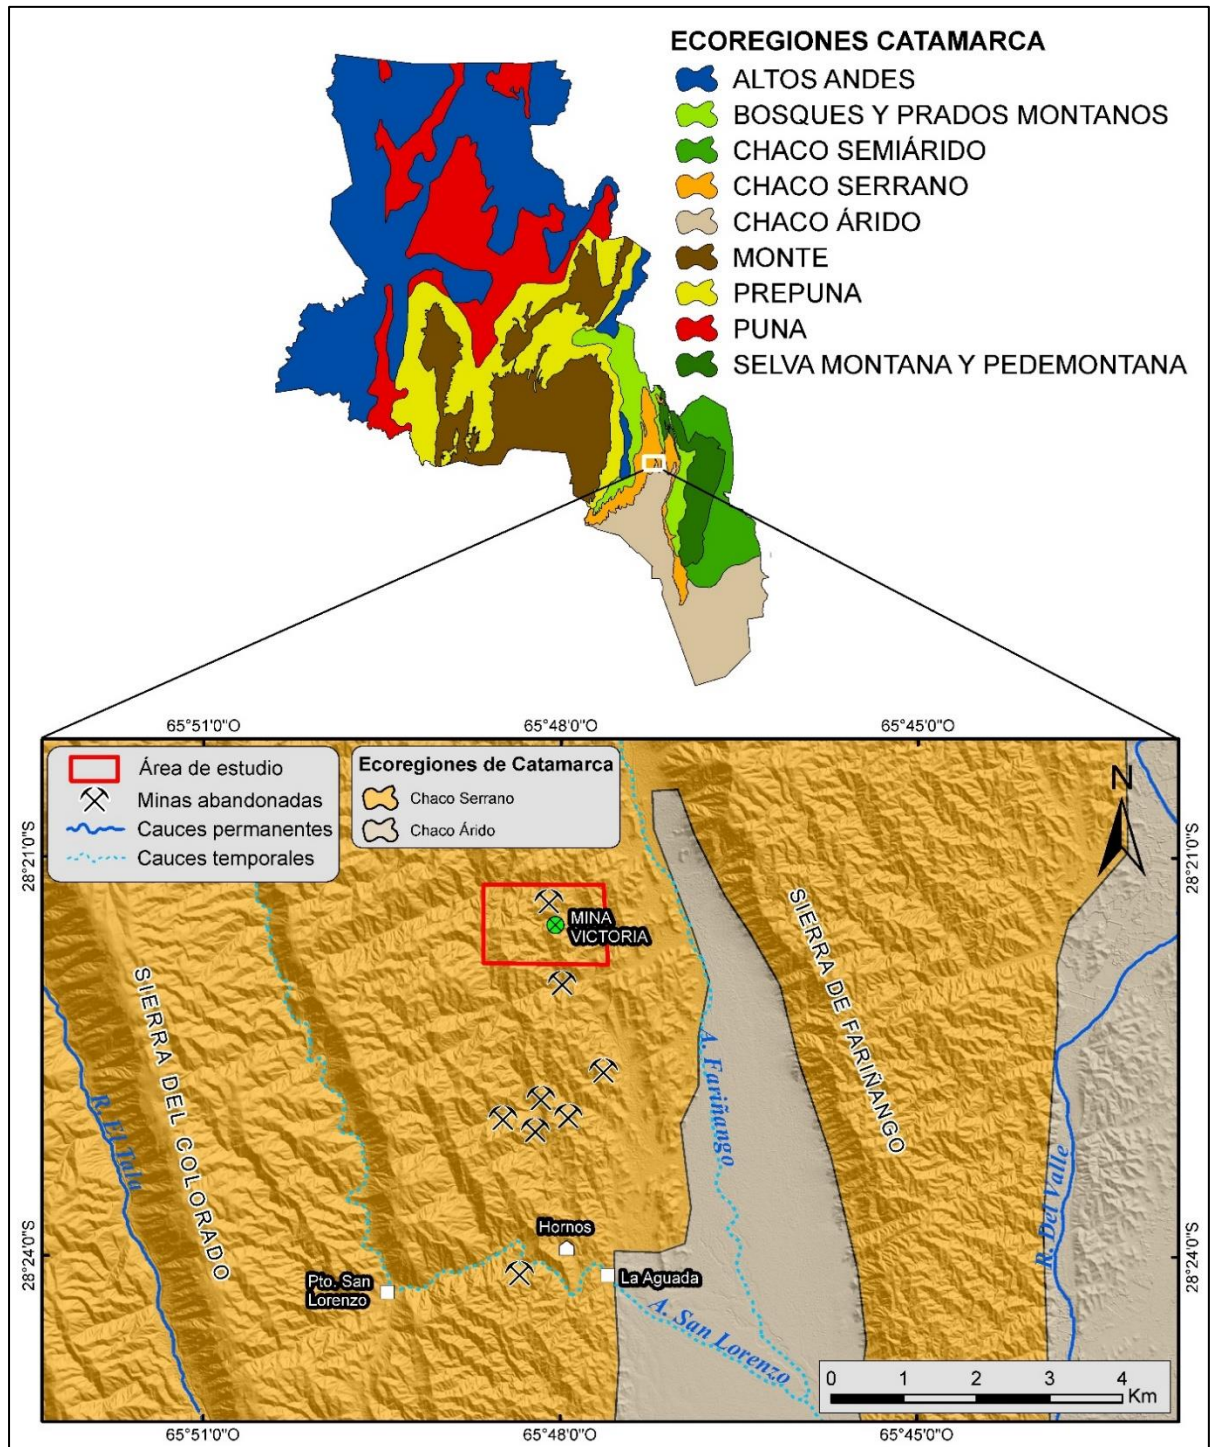 ECOREGIONES CATAMARCA
ALTOS ANDES
BOSQUES Y PRADOS MONTANOS
CHACO SEMIÁRIDO
CHACO SERRANO
CHACO ÁRIDO
MONTE
PREPUNA
PUNA
SELVA MONTANA Y PEDEMONTANA
65°51'0"O
65°48'0"O
65°45'0"O
Área de estudio
Minas abandonadas
Cauces permanentes
Cauces temporales
Ecoregiones de Catamarca
Chaco Serrano
Chaco Árido
N
28°21'0"S
28°21'0"S
MINA
VICTORIA
SIERRA DEL COLORADO
SIERRA DE FARIÑANGO
R. El Tala
A. Fariñango
R. Del Valle
28°24'0"S
28°24'0"S
Hornos
Pto. San
Lorenzo
La Aguada
A. San Lorenzo
0 1 2 3 4
Km
65°51'0"O
65°48'0"O
65°45'0"O